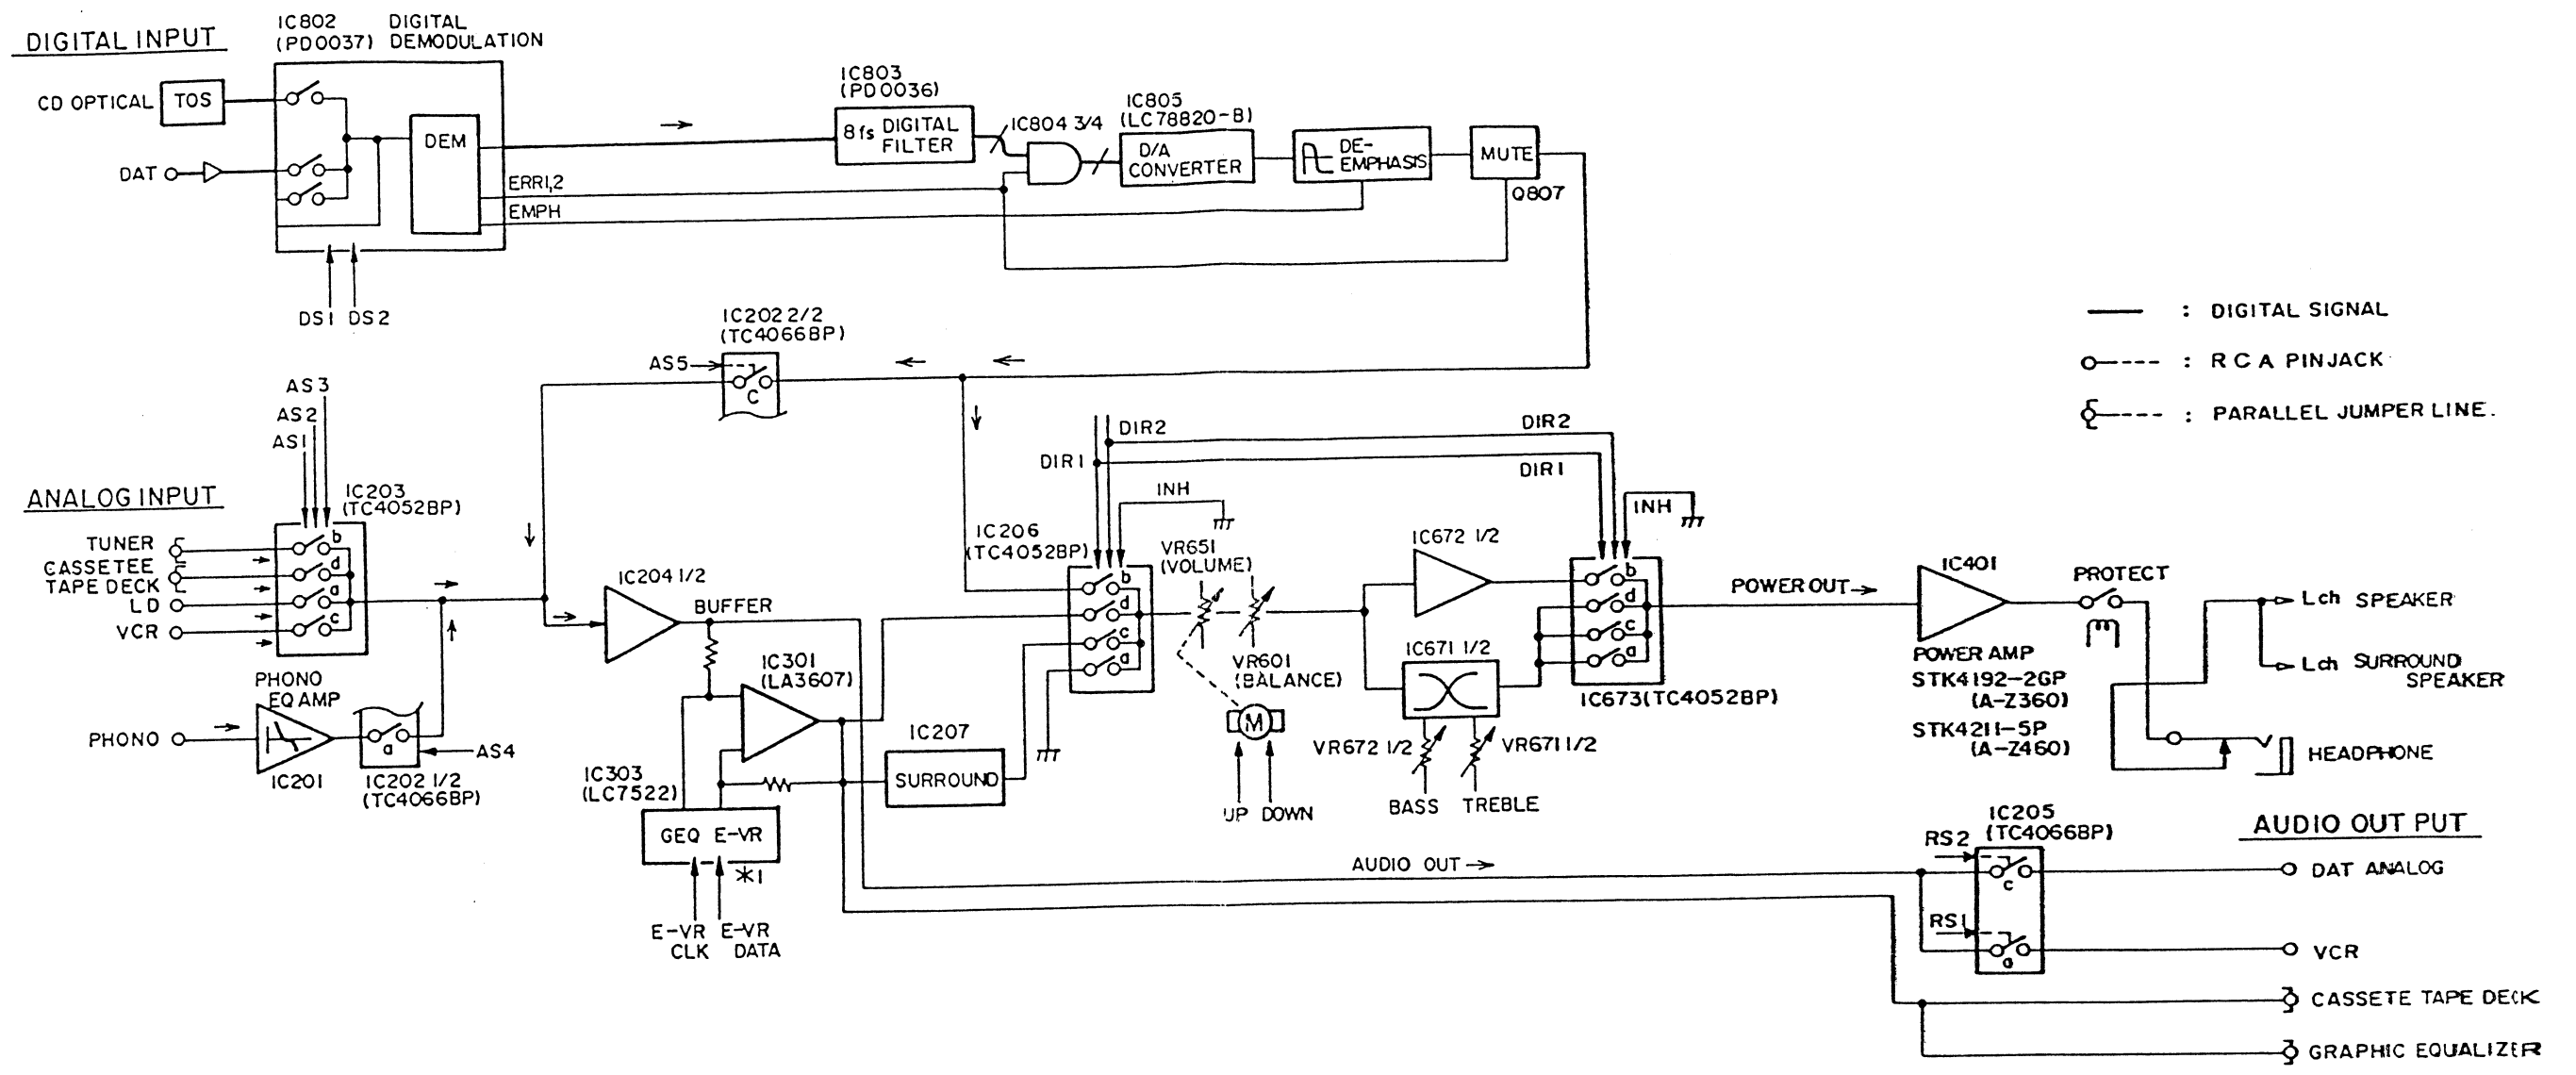 DIGITAL INPUT
IC802
(PD0037)
DIGITAL
DEMODULATION
CD OPTICAL
TOS
DAT
DEM
ERR1,2
EMPH
DS1
DS2
IC803
(PD0036)
8fs DIGITAL
FILTER
IC804 3/4
IC805
(LC78820-B)
D/A
CONVERTER
DE-
EMPHASIS
MUTE
Q807
: DIGITAL SIGNAL
: RCA PINJACK
: PARALLEL JUMPER LINE.
IC202 2/2
(TC4066BP)
AS5
C
AS3
AS2
AS1
ANALOG INPUT
IC203
(TC4052BP)
TUNER
CASSETEE
TAPE DECK
LD
VCR
b
d
a
c
PHONO
EQ AMP
PHONO
IC201
a
AS4
IC202 1/2
(TC4066BP)
IC204 1/2
BUFFER
IC301
(LA3607)
IC303
(LC7522)
GEQ E-VR
*1
E-VR
CLK
E-VR
DATA
IC207
SURROUND
DIR2
DIR1
DIR2
DIR1
INH
IC206
(TC4052BP)
b
d
c
a
VR651
(VOLUME)
VR601
(BALANCE)
M
UP
DOWN
IC672 1/2
IC671 1/2
VR672 1/2
VR671 1/2
BASS
TREBLE
INH
b
d
c
a
IC673(TC4052BP)
POWER OUT
IC401
POWER AMP
STK4192-2GP
(A-Z360)
STK4211-5P
(A-Z460)
PROTECT
Lch SPEAKER
Lch SURROUND
SPEAKER
HEADPHONE
AUDIO OUT
IC205
(TC4066BP)
RS2
c
RS1
a
AUDIO OUT PUT
DAT ANALOG
VCR
CASSETE TAPE DECK
GRAPHIC EQUALIZER